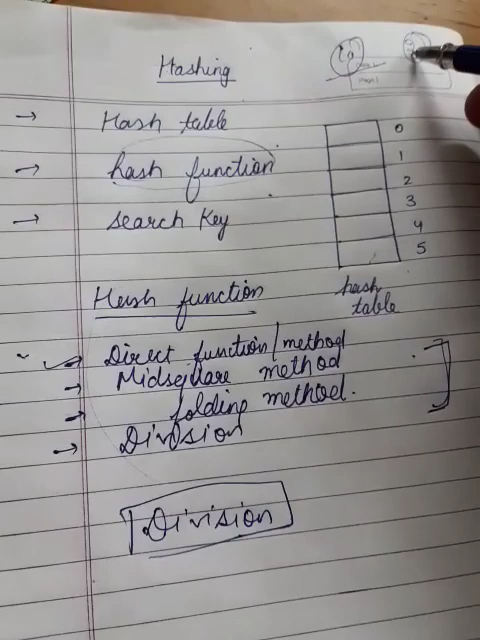 Hashing
→ Hash table
→ hash function
→ search Key
0
1
2
3
4
5
hash
table
Hash function
Direct function/method
→ Midsquare method
→ folding method.
→ Division
1. Division